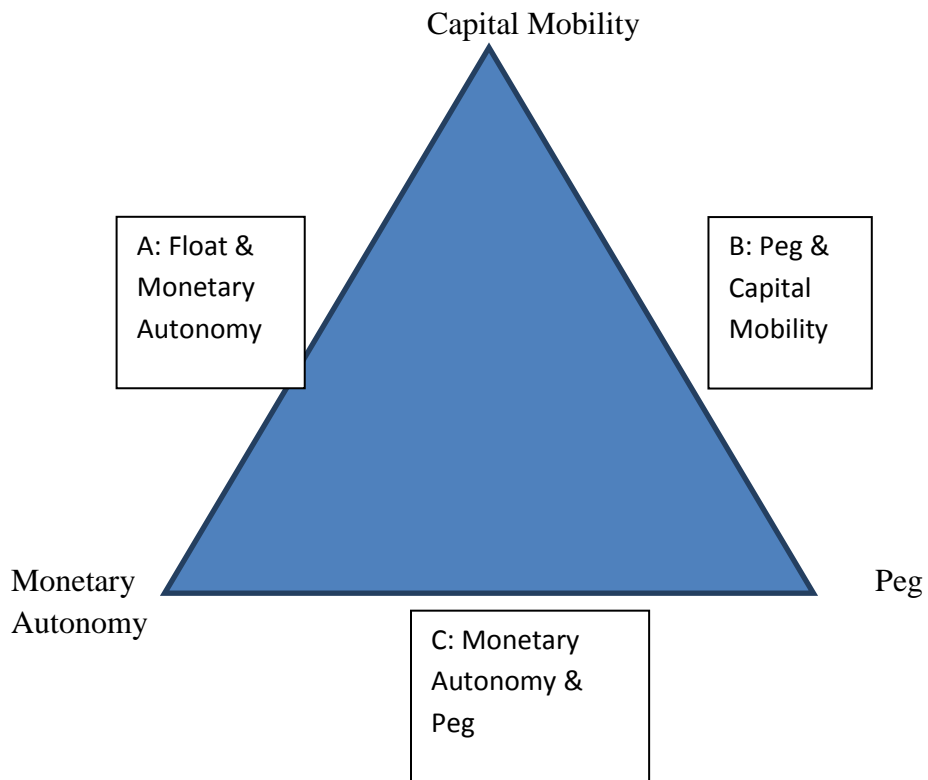 Capital Mobility
A: Float &
Monetary
Autonomy
B: Peg &
Capital
Mobility
Monetary
Autonomy
Peg
C: Monetary
Autonomy &
Peg